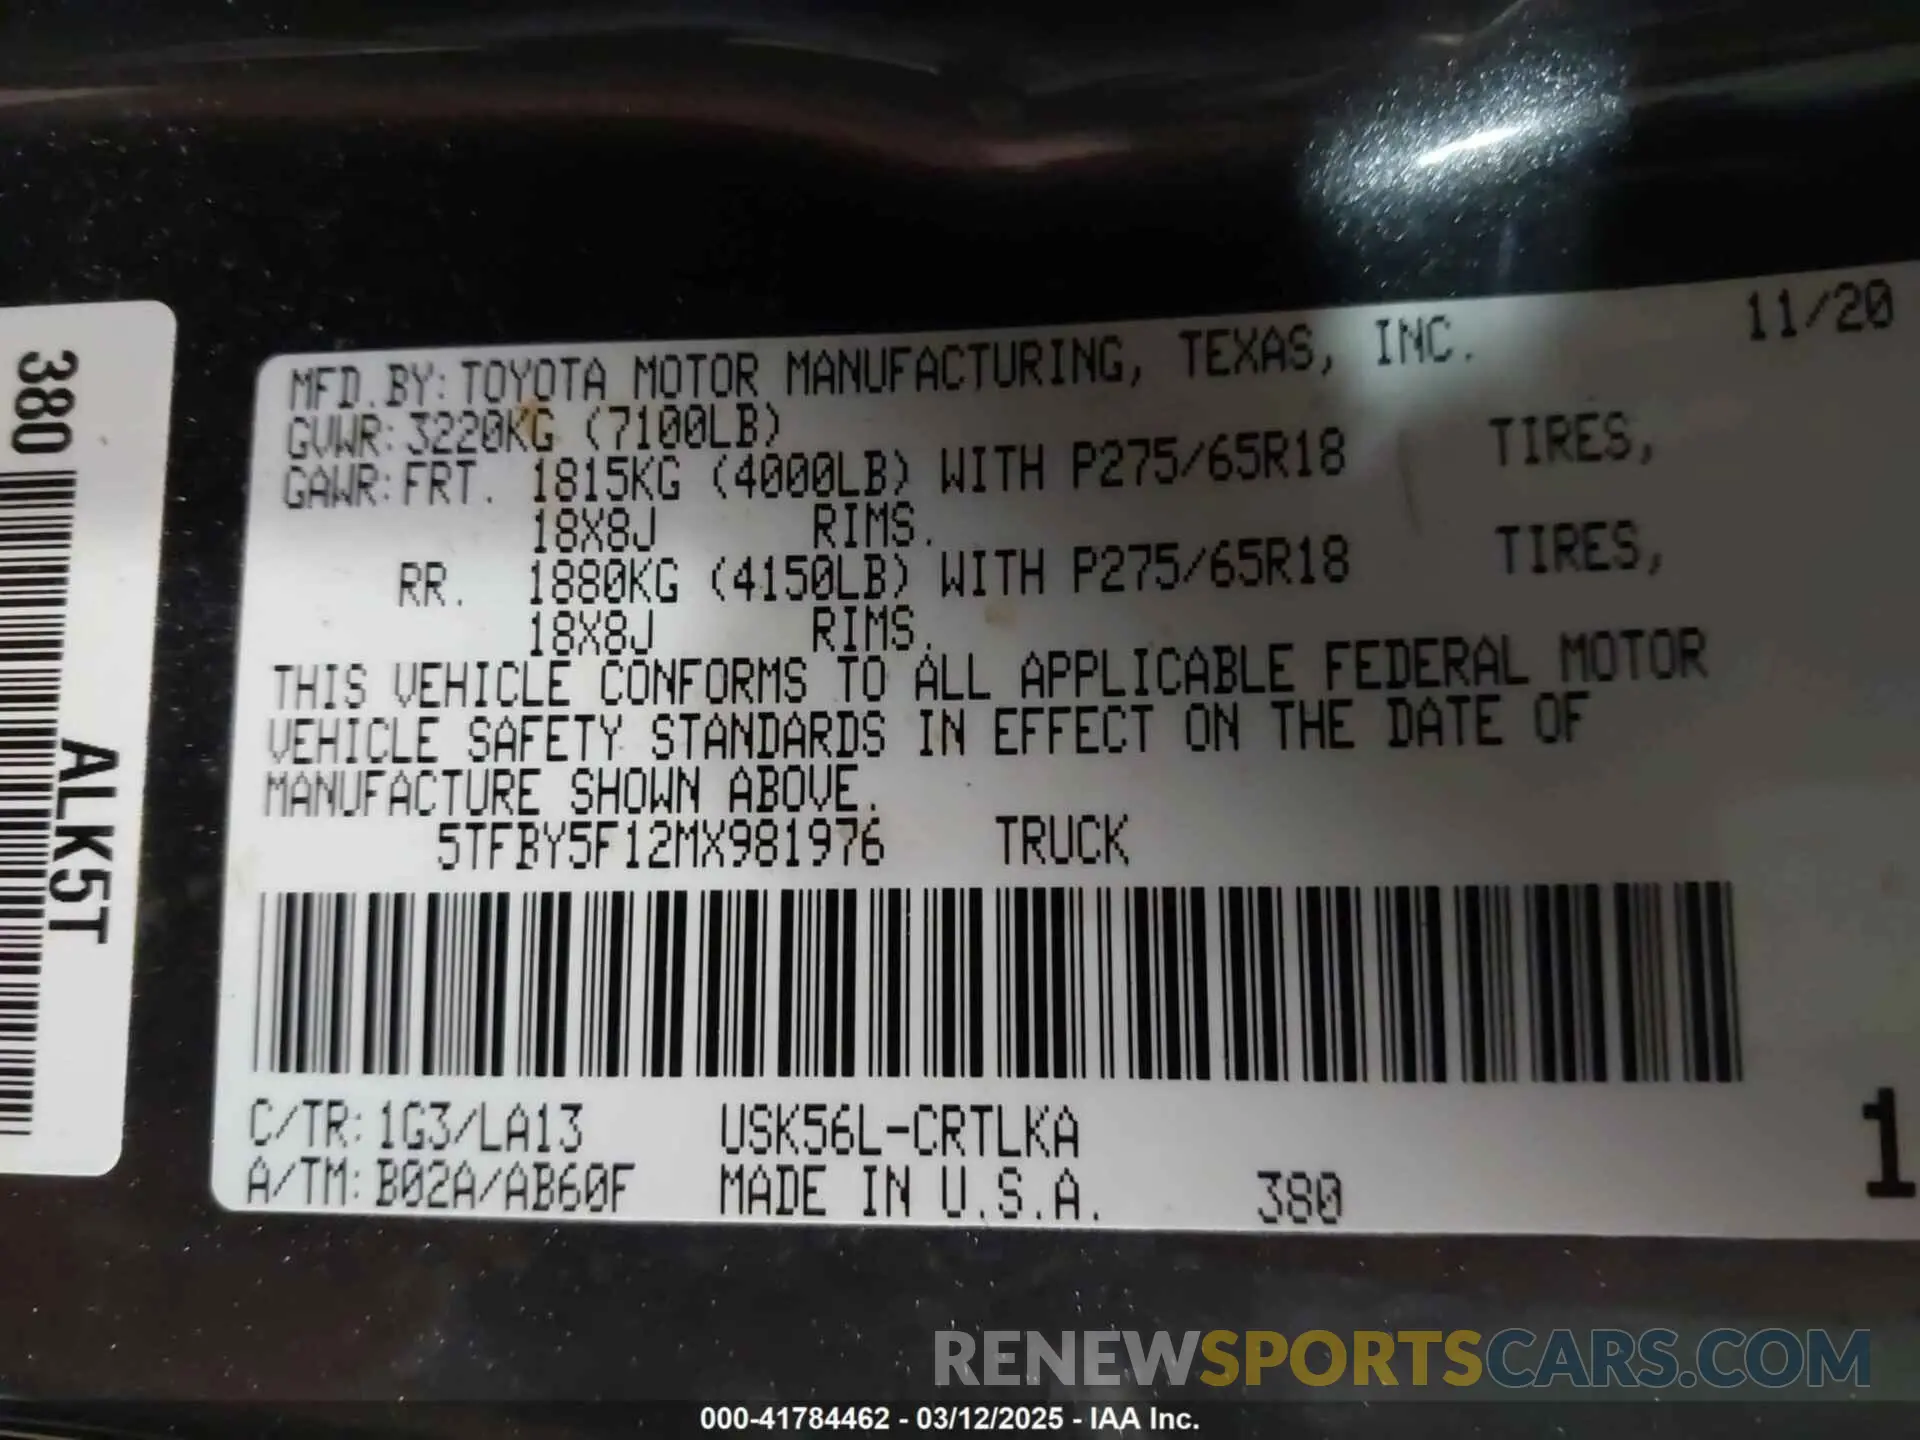 380
ALK5T
MFD.BY:TOYOTA MOTOR MANUFACTURING, TEXAS, INC. 11/20
GVWR:3220KG (7100LB)
GAWR:FRT. 1815KG (4000LB) WITH P275/65R18 TIRES,
18X8J RIMS.
RR. 1880KG (4150LB) WITH P275/65R18 TIRES,
18X8J RIMS.
THIS VEHICLE CONFORMS TO ALL APPLICABLE FEDERAL MOTOR
VEHICLE SAFETY STANDARDS IN EFFECT ON THE DATE OF
MANUFACTURE SHOWN ABOVE.
5TFBY5F12MX981976 TRUCK
C/TR:1G3/LA13 USK56L-CRTLKA
A/TM:B02A/AB60F MADE IN U.S.A. 380
1
RENEWSPORTSCARS.COM
000-41784462 - 03/12/2025 - IAA Inc.